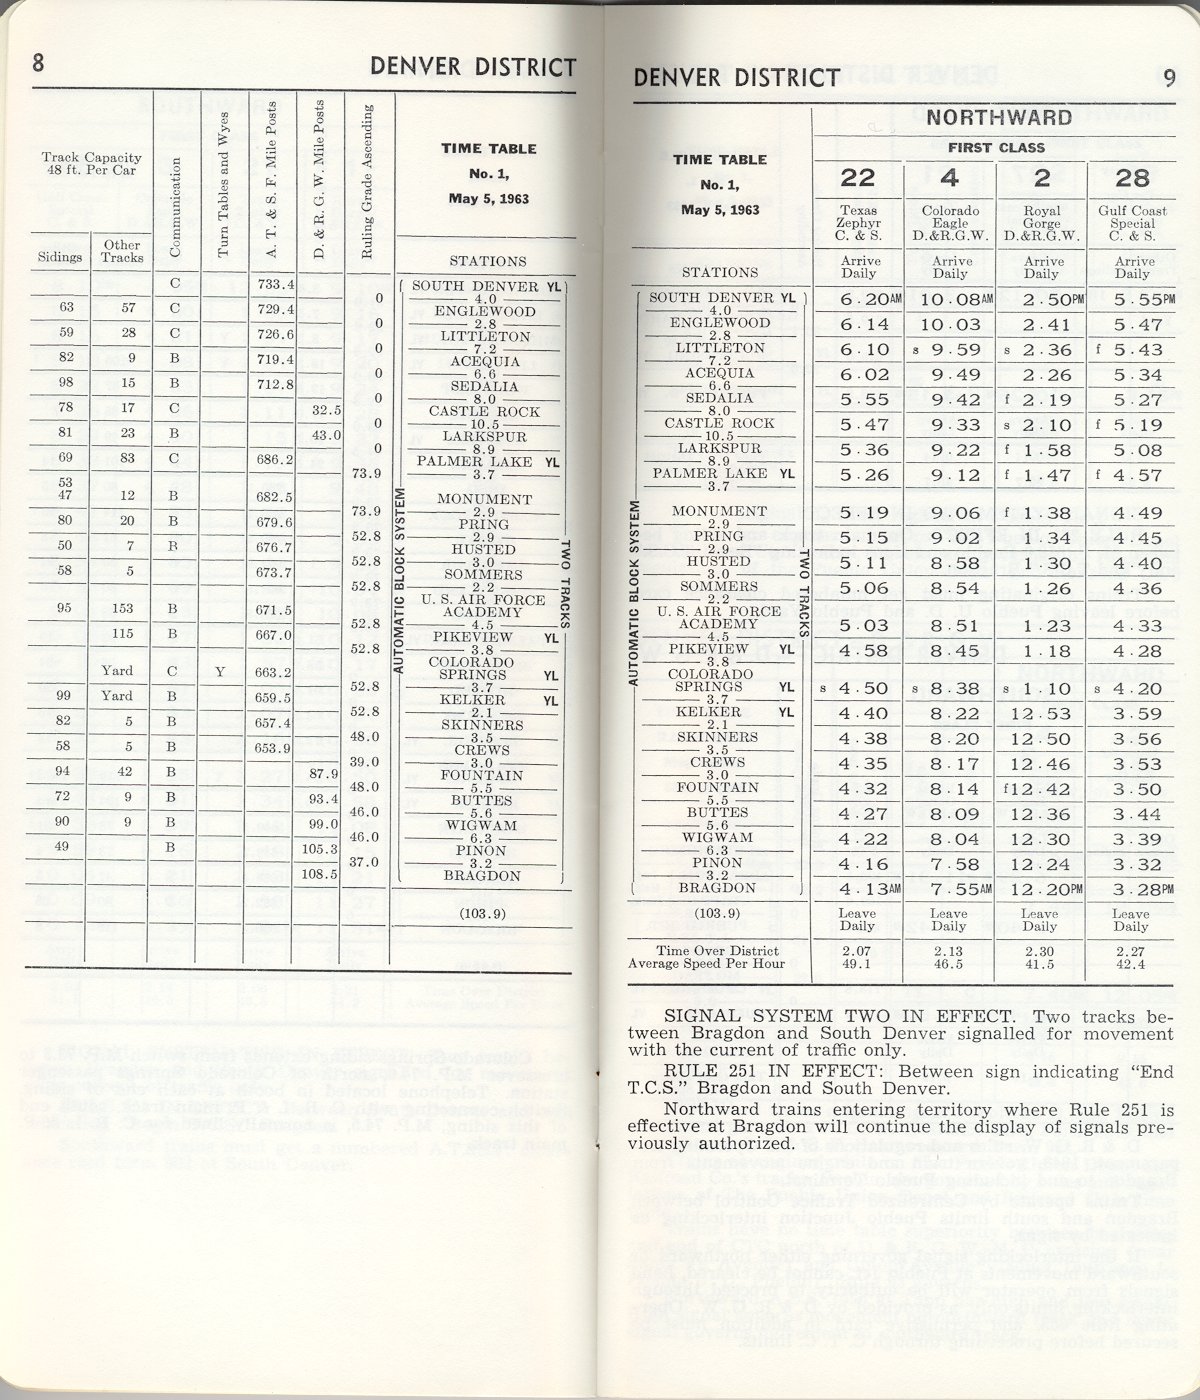 8
DENVER DISTRICT
Track Capacity
48 ft. Per Car
Sidings
Other
Tracks
Communication
Turn Tables and Wyes
A. T. & S. F. Mile Posts
D. & R. G. W. Mile Posts
Ruling Grade Ascending
TIME TABLE
No. 1,
May 5, 1963
STATIONS
C 733.4 SOUTH DENVER YL
0 4.0
63 57 C 729.4 ENGLEWOOD
0 2.8
59 28 C 726.6 LITTLETON
0 7.2
82 9 B 719.4 ACEQUIA
0 6.6
98 15 B 712.8 SEDALIA
8.0
78 17 C 32.5 CASTLE ROCK
0 10.5
81 23 B 43.0 LARKSPUR
0 8.9
69 83 C 686.2 PALMER LAKE YL
73.9 3.7
53
47 12 B 682.5 MONUMENT
73.9 2.9
80 20 B 679.6 PRING
52.8 2.9
50 7 B 676.7 HUSTED
52.8 3.0
58 5 673.7 SOMMERS
52.8 2.2
U. S. AIR FORCE
95 153 B 671.5 ACADEMY
52.8 4.5
115 B 667.0 PIKEVIEW YL
52.8 3.8
COLORADO
Yard C Y 663.2 SPRINGS YL
52.8 3.7
99 Yard B 659.5 KELKER YL
52.8 2.1
82 5 B 657.4 SKINNERS
48.0 3.5
58 5 B 653.9 CREWS
39.0 3.0
94 42 B 87.9 FOUNTAIN
48.0 5.5
72 9 B 93.4 BUTTES
46.0 5.6
90 9 B 99.0 WIGWAM
46.0 6.3
49 B 105.3 PINON
37.0 3.2
108.5 BRAGDON
(103.9)
AUTOMATIC BLOCK SYSTEM
TWO TRACKS
DENVER DISTRICT
9
TIME TABLE
No. 1,
May 5, 1963
STATIONS
NORTHWARD
FIRST CLASS
22 4 2 28
Texas Colorado Royal Gulf Coast
Zephyr Eagle Gorge Special
C. & S. D.&R.G.W. D.&R.G.W. C. & S.
Arrive Arrive Arrive Arrive
Daily Daily Daily Daily
SOUTH DENVER YL 6.20AM 10.08AM 2.50PM 5.55PM
4.0
ENGLEWOOD 6.14 10.03 2.41 5.47
2.8
LITTLETON 6.10 s 9.59 s 2.36 f 5.43
7.2
ACEQUIA 6.02 9.49 2.26 5.34
6.6
SEDALIA 5.55 9.42 f 2.19 5.27
8.0
CASTLE ROCK 5.47 9.33 s 2.10 f 5.19
10.5
LARKSPUR 5.36 9.22 f 1.58 5.08
8.9
PALMER LAKE YL 5.26 9.12 f 1.47 f 4.57
3.7
MONUMENT 5.19 9.06 f 1.38 4.49
2.9
PRING 5.15 9.02 1.34 4.45
2.9
HUSTED 5.11 8.58 1.30 4.40
3.0
SOMMERS 5.06 8.54 1.26 4.36
2.2
U. S. AIR FORCE
ACADEMY 5.03 8.51 1.23 4.33
4.5
PIKEVIEW YL 4.58 8.45 1.18 4.28
3.8
COLORADO
SPRINGS YL s 4.50 s 8.38 s 1.10 s 4.20
3.7
KELKER YL 4.40 8.22 12.53 3.59
2.1
SKINNERS 4.38 8.20 12.50 3.56
3.5
CREWS 4.35 8.17 12.46 3.53
3.0
FOUNTAIN 4.32 8.14 f12.42 3.50
5.5
BUTTES 4.27 8.09 12.36 3.44
5.6
WIGWAM 4.22 8.04 12.30 3.39
6.3
PINON 4.16 7.58 12.24 3.32
3.2
BRAGDON 4.13AM 7.55AM 12.20PM 3.28PM
(103.9) Leave Leave Leave Leave
Daily Daily Daily Daily
Time Over District 2.07 2.13 2.30 2.27
Average Speed Per Hour 49.1 46.5 41.5 42.4
AUTOMATIC BLOCK SYSTEM
TWO TRACKS
SIGNAL SYSTEM TWO IN EFFECT. Two tracks be-
tween Bragdon and South Denver signalled for movement
with the current of traffic only.
RULE 251 IN EFFECT: Between sign indicating “End
T.C.S.” Bragdon and South Denver.
Northward trains entering territory where Rule 251 is
effective at Bragdon will continue the display of signals pre-
viously authorized.